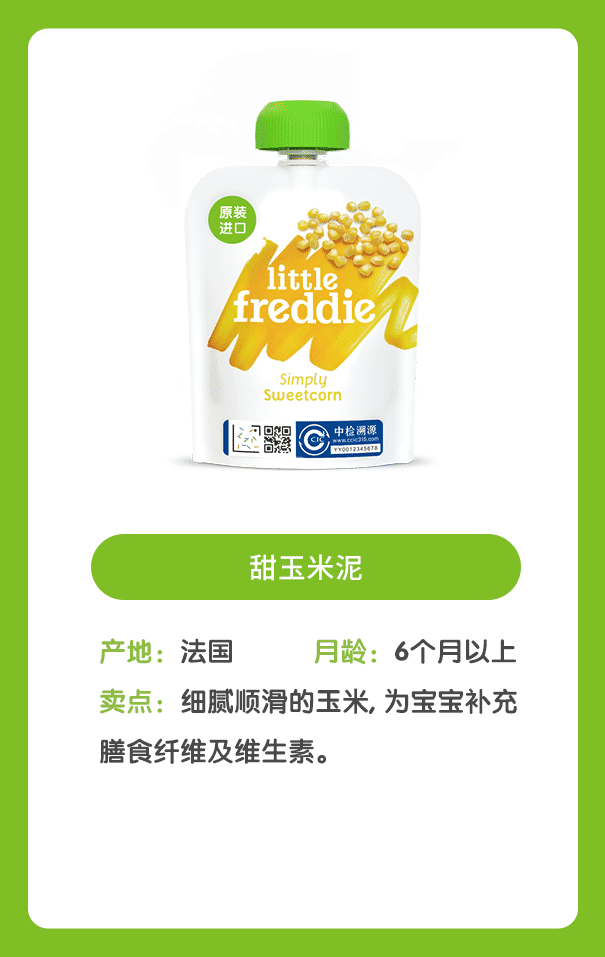 原装
进口
little
freddie
Simply
Sweetcorn
中检溯源
www.ccic315.com
CCIC
YY0012345678
甜玉米泥
产地：法国 月龄：6个月以上
卖点：细腻顺滑的玉米, 为宝宝补充
膳食纤维及维生素。